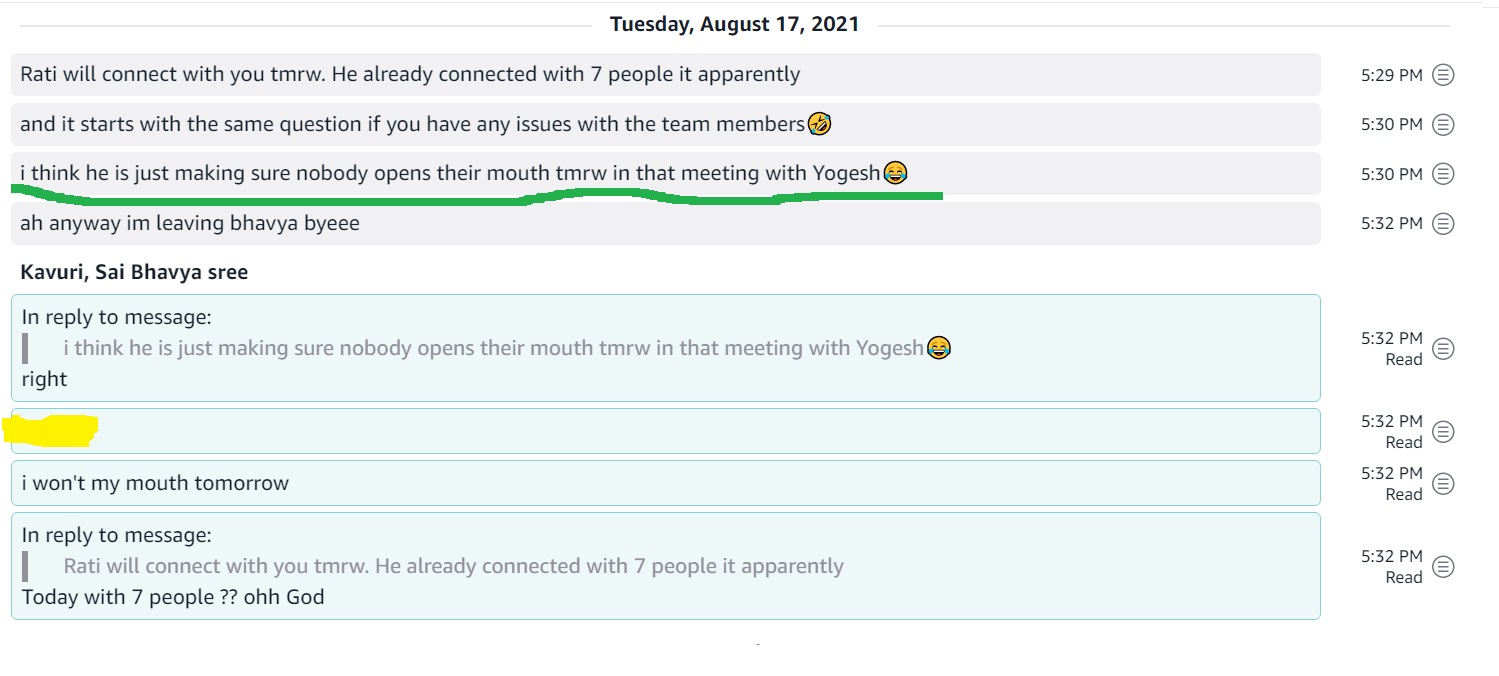 Tuesday, August 17, 2021
Rati will connect with you tmrw. He already connected with 7 people it apparently
5:29 PM
and it starts with the same question if you have any issues with the team members🤣
5:30 PM
i think he is just making sure nobody opens their mouth tmrw in that meeting with Yogesh😂
5:30 PM
ah anyway im leaving bhavya byeee
5:32 PM
Kavuri, Sai Bhavya sree
In reply to message:
i think he is just making sure nobody opens their mouth tmrw in that meeting with Yogesh😂
right
5:32 PM
Read
5:32 PM
Read
i won't my mouth tomorrow
5:32 PM
Read
In reply to message:
Rati will connect with you tmrw. He already connected with 7 people it apparently
Today with 7 people ?? ohh God
5:32 PM
Read